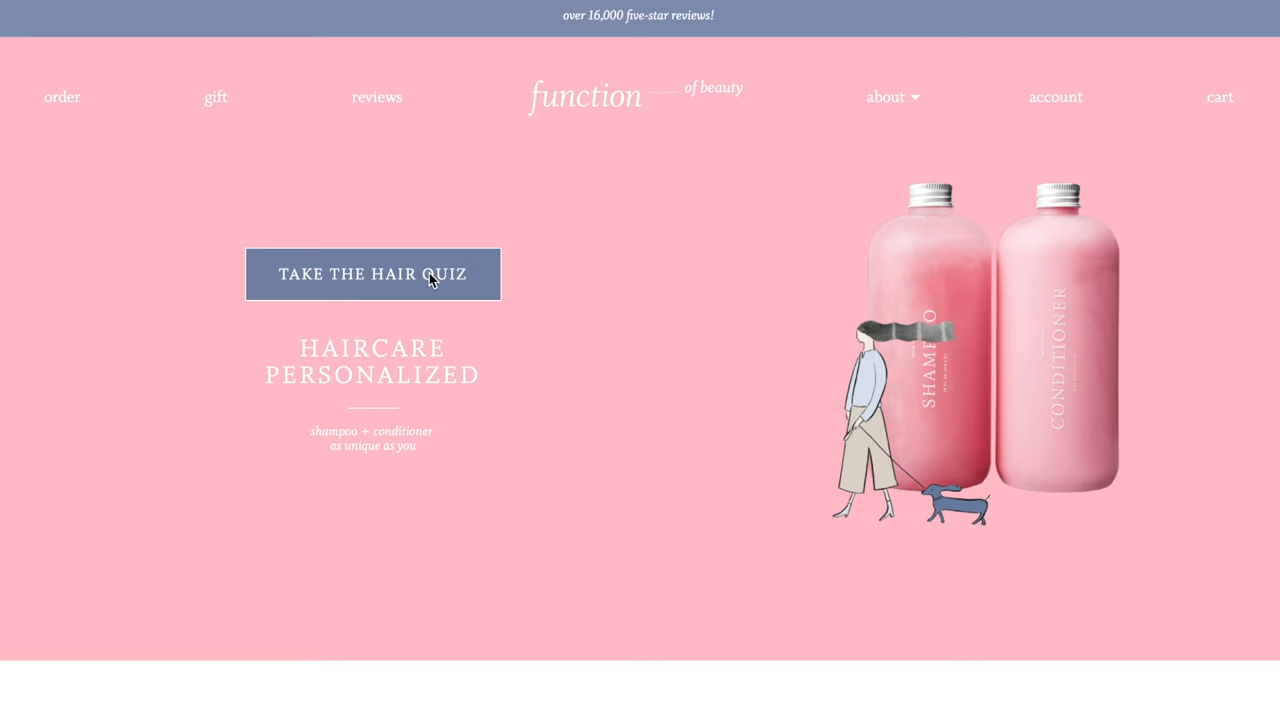 over 16,000 five-star reviews!
order
gift
reviews
function of beauty
about
account
cart
TAKE THE HAIR QUIZ
HAIRCARE
PERSONALIZED
shampoo + conditioner
as unique as you
SHAMPOO
CONDITIONER